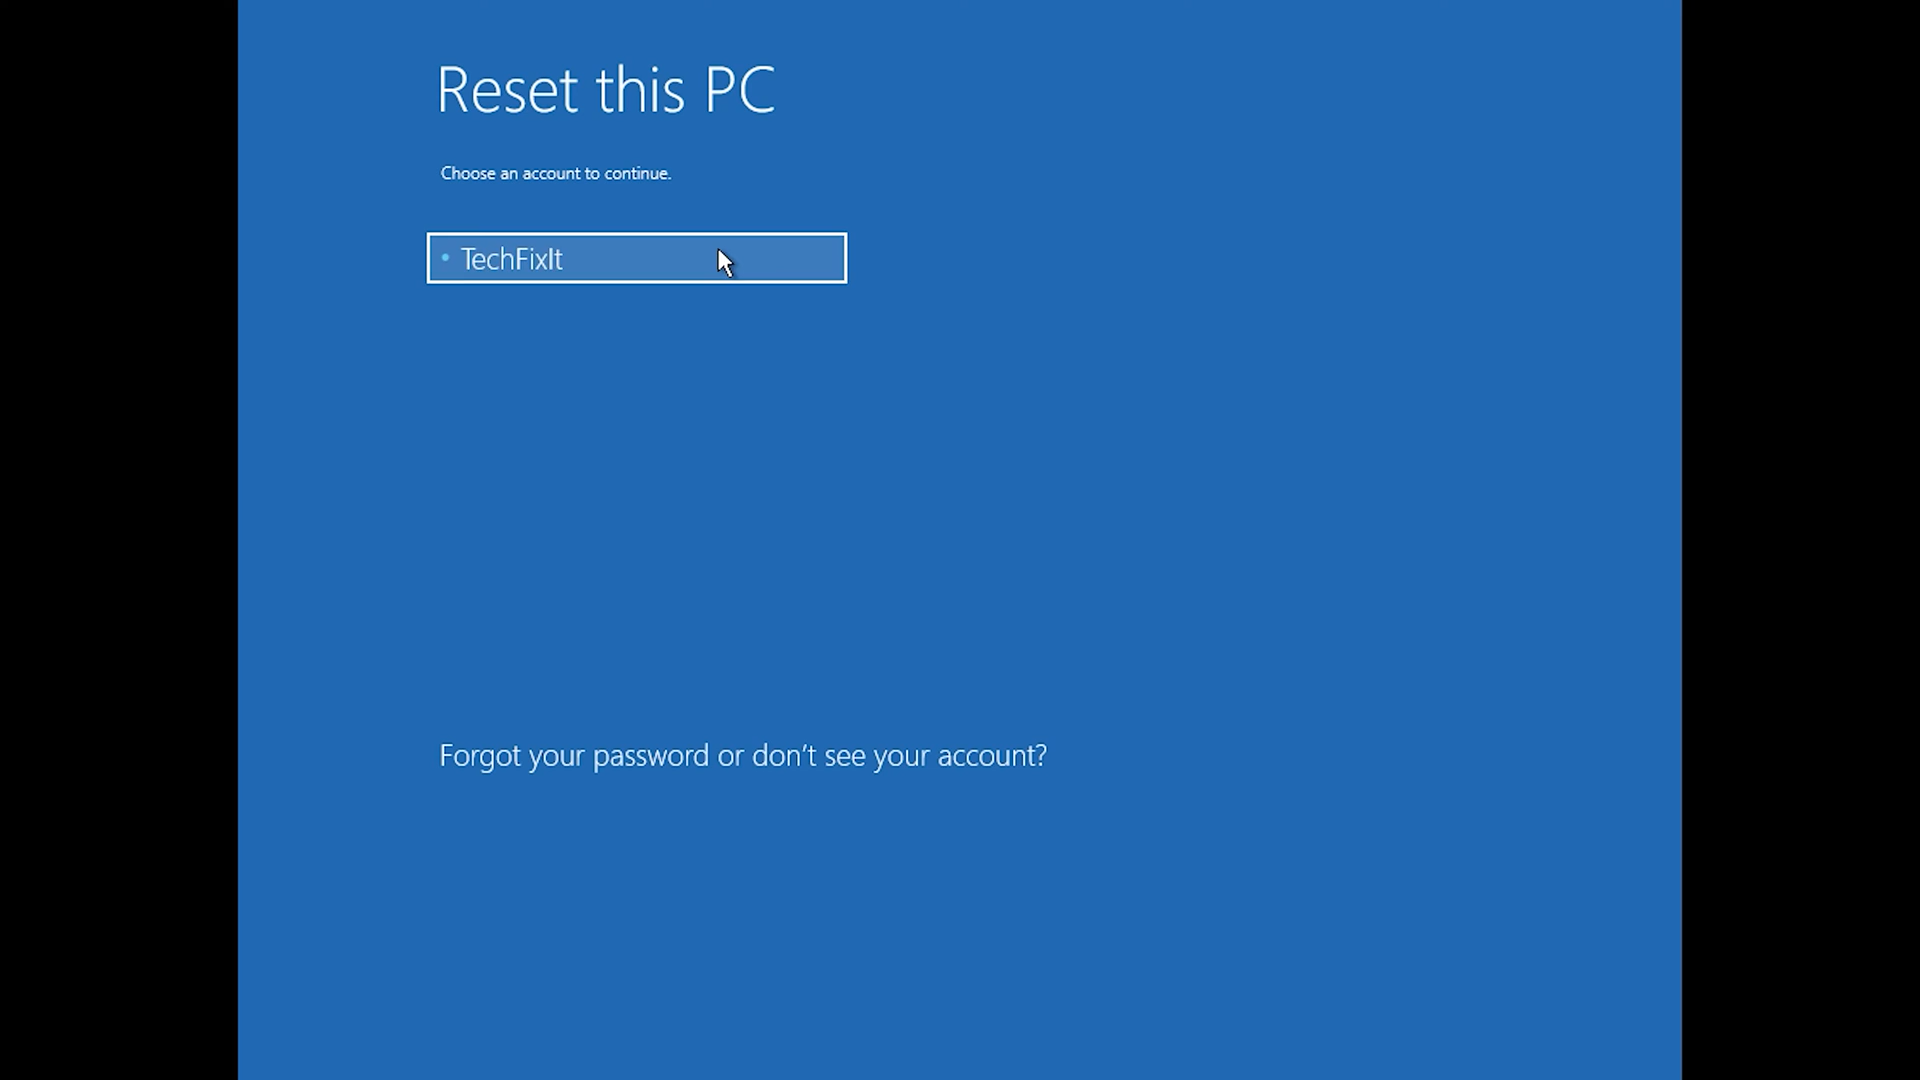 Reset this PC
Choose an account to continue.
TechFixIt
Forgot your password or don't see your account?